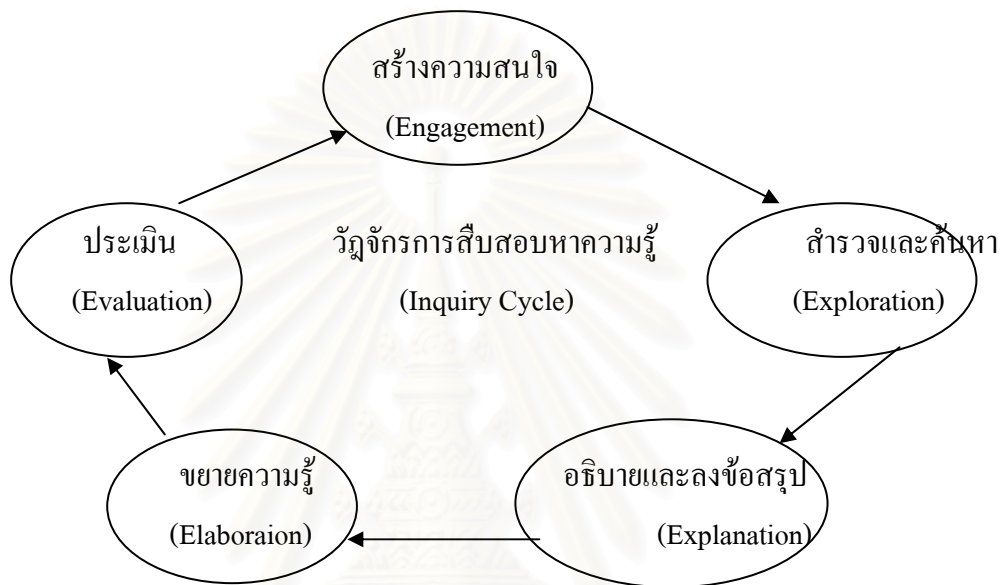 สร้างความสนใจ
(Engagement)
ประเมิน
(Evaluation)
วัฏจักรการสืบสอบหาความรู้
(Inquiry Cycle)
สำรวจและค้นหา
(Exploration)
ขยายความรู้
(Elaboraion)
อธิบายและลงข้อสรุป
(Explanation)